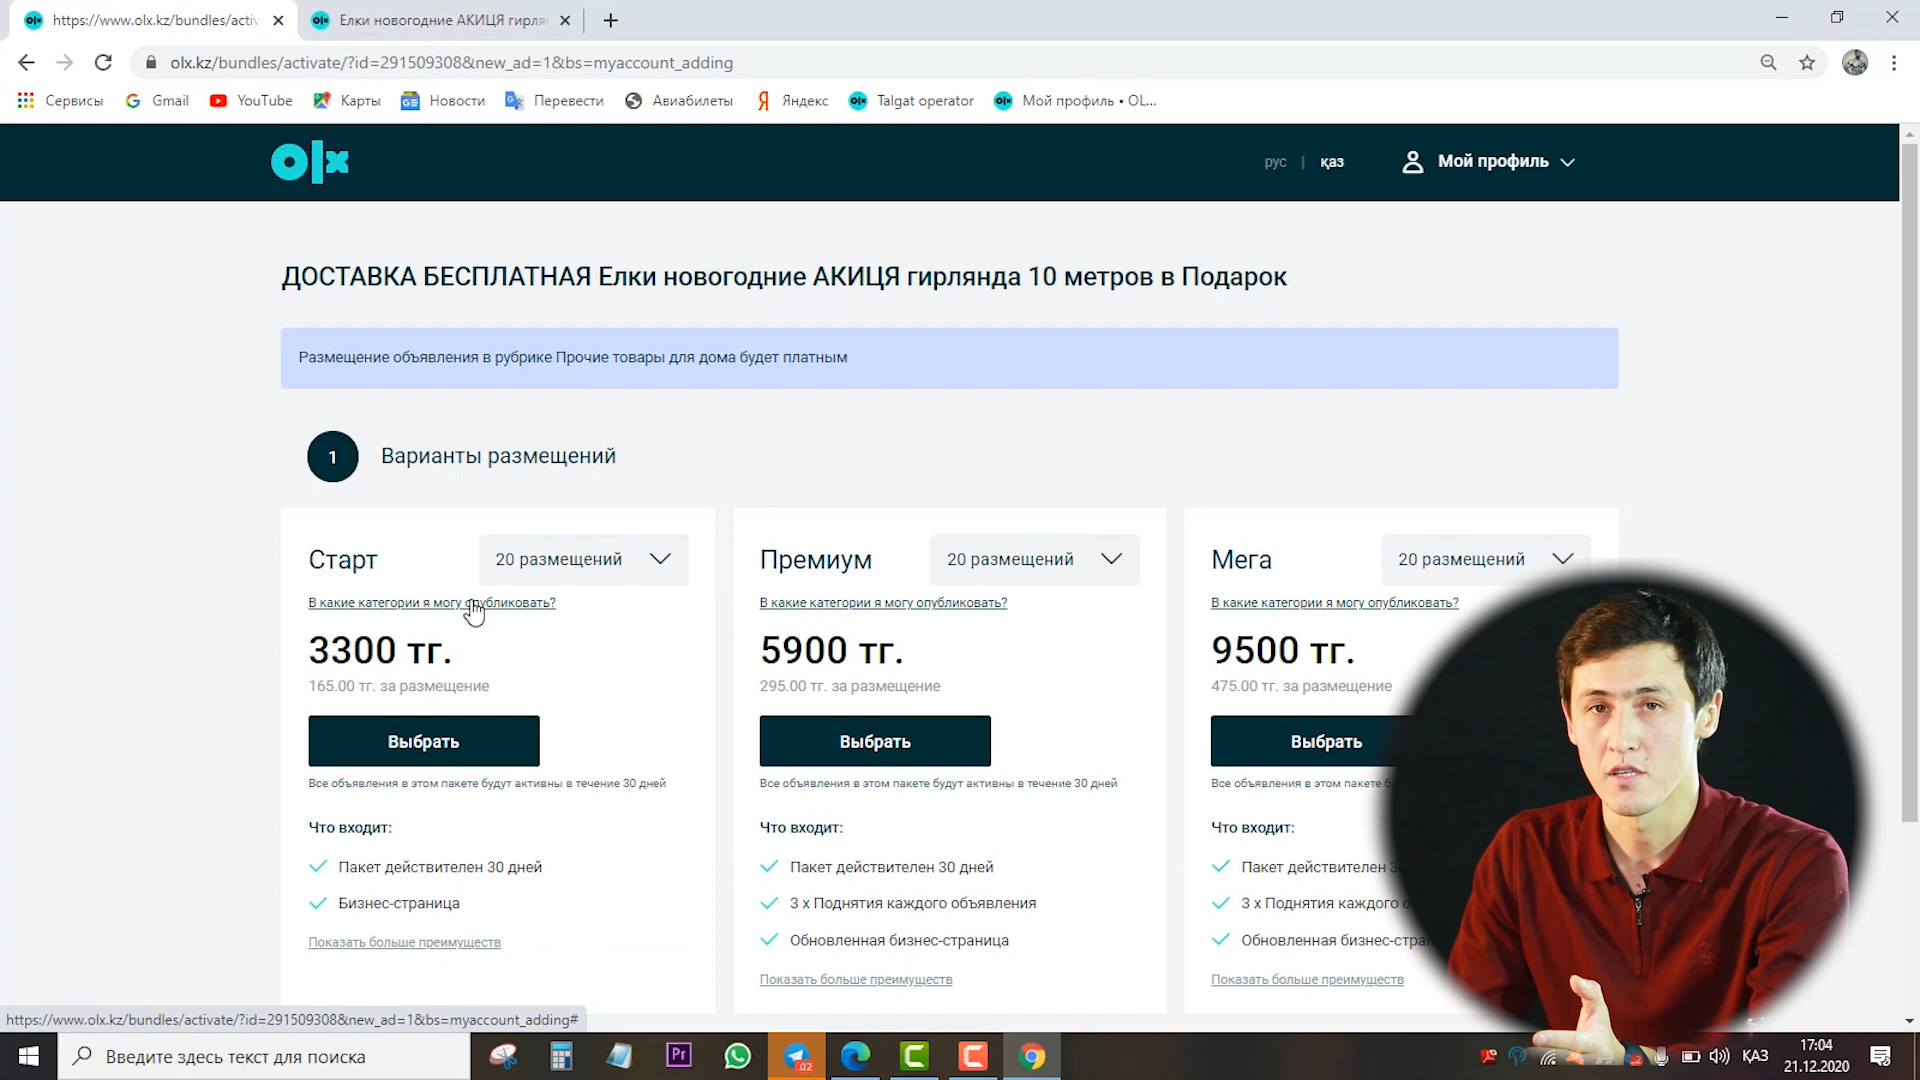 https://www.olx.kz/bundles/activ
Елки новогодние АКИЦЯ гирлян
olx.kz/bundles/activate/?id=291509308&new_ad=1&bs=myaccount_adding
Сервисы
Gmail
YouTube
Карты
Новости
Перевести
Авиабилеты
Яндекс
Talgat operator
Мой профиль • OL...
olx
рус | қаз
Мой профиль
ДОСТАВКА БЕСПЛАТНАЯ Елки новогодние АКИЦЯ гирлянда 10 метров в Подарок
Размещение объявления в рубрике Прочие товары для дома будет платным
1 Варианты размещений
Старт
20 размещений
В какие категории я могу опубликовать?
3300 тг.
165.00 тг. за размещение
Выбрать
Все объявления в этом пакете будут активны в течение 30 дней
Что входит:
Пакет действителен 30 дней
Бизнес-страница
Показать больше преимуществ
Премиум
20 размещений
В какие категории я могу опубликовать?
5900 тг.
295.00 тг. за размещение
Выбрать
Все объявления в этом пакете будут активны в течение 30 дней
Что входит:
Пакет действителен 30 дней
3 x Поднятия каждого объявления
Обновленная бизнес-страница
Показать больше преимуществ
Мега
20 размещений
В какие категории я могу опубликовать?
9500 тг.
475.00 тг. за размещение
Выбрать
Все объявления в этом пакете
Что входит:
Пакет действителен 3
3 x Поднятия каждого о
Обновленная бизнес-стран
Показать больше преимуществ
https://www.olx.kz/bundles/activate/?id=291509308&new_ad=1&bs=myaccount_adding#
Введите здесь текст для поиска
Pr
.02
ҚАЗ
17:04
21.12.2020